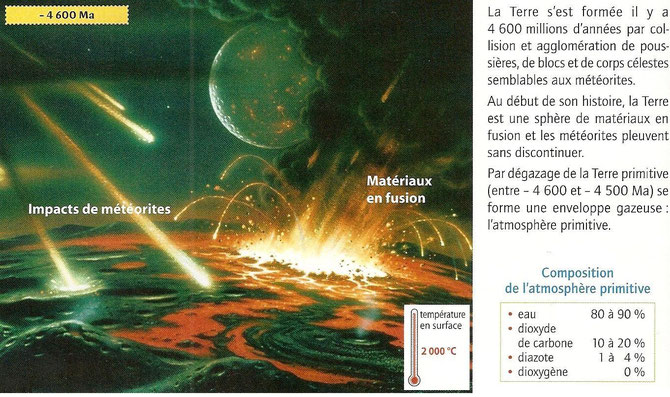 – 4 600 Ma
Impacts de météorites
Matériaux
en fusion
température
en surface
2 000 °C
La Terre s'est formée il y a
4 600 millions d'années par col-
lision et agglomération de pous-
sières, de blocs et de corps célestes
semblables aux météorites.
Au début de son histoire, la Terre
est une sphère de matériaux en
fusion et les météorites pleuvent
sans discontinuer.
Par dégazage de la Terre primitive
(entre – 4 600 et – 4 500 Ma) se
forme une enveloppe gazeuse :
l'atmosphère primitive.
Composition
de l'atmosphère primitive
• eau 80 à 90 %
• dioxyde
de carbone 10 à 20 %
• diazote 1 à 4 %
• dioxygène 0 %